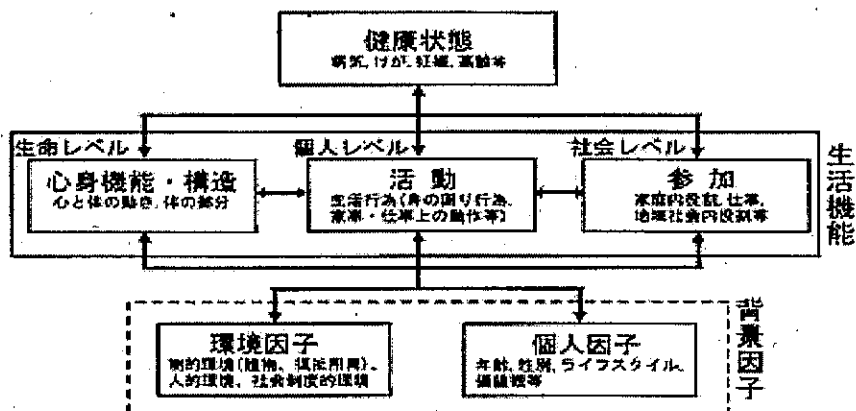 健康状態
病気、けが、妊娠、高齢等
生命レベル
個人レベル
社会レベル
心身機能・構造
心と体の動き、体の部分
活動
生活行為(身の回り行為、
家事・仕事上の動作等)
参加
家庭内役割、仕事、
地域社会内役割等
生活機能
環境因子
物的環境(建物、福祉用具)、
人的環境、社会制度的環境
個人因子
年齢、性別、ライフスタイル、
価値観等
背景因子